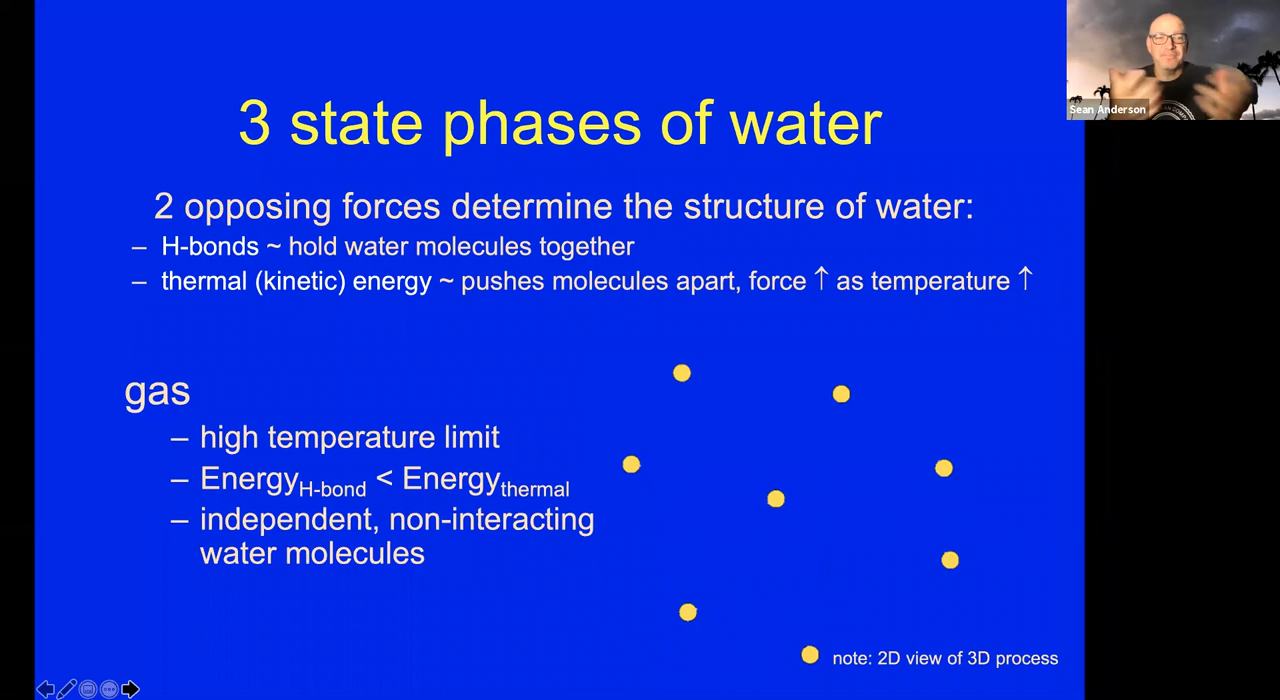 3 state phases of water
Sean Anderson
2 opposing forces determine the structure of water:
– H-bonds ~ hold water molecules together
– thermal (kinetic) energy ~ pushes molecules apart, force ↑ as temperature ↑
gas
– high temperature limit
– EnergyH-bond < Energythermal
– independent, non-interacting
water molecules
note: 2D view of 3D process